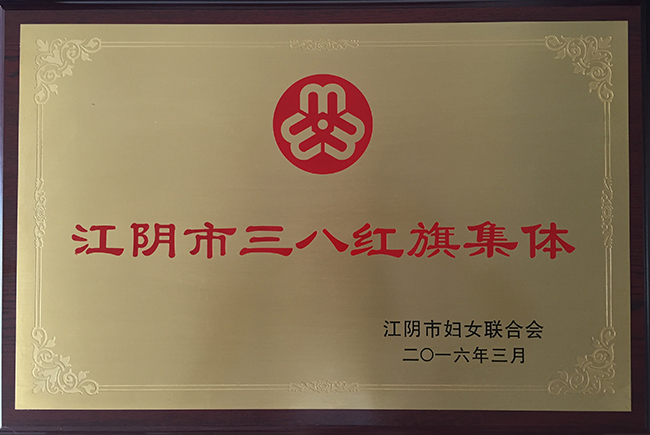 江阴市三八红旗集体
江阴市妇女联合会
二〇一六年三月